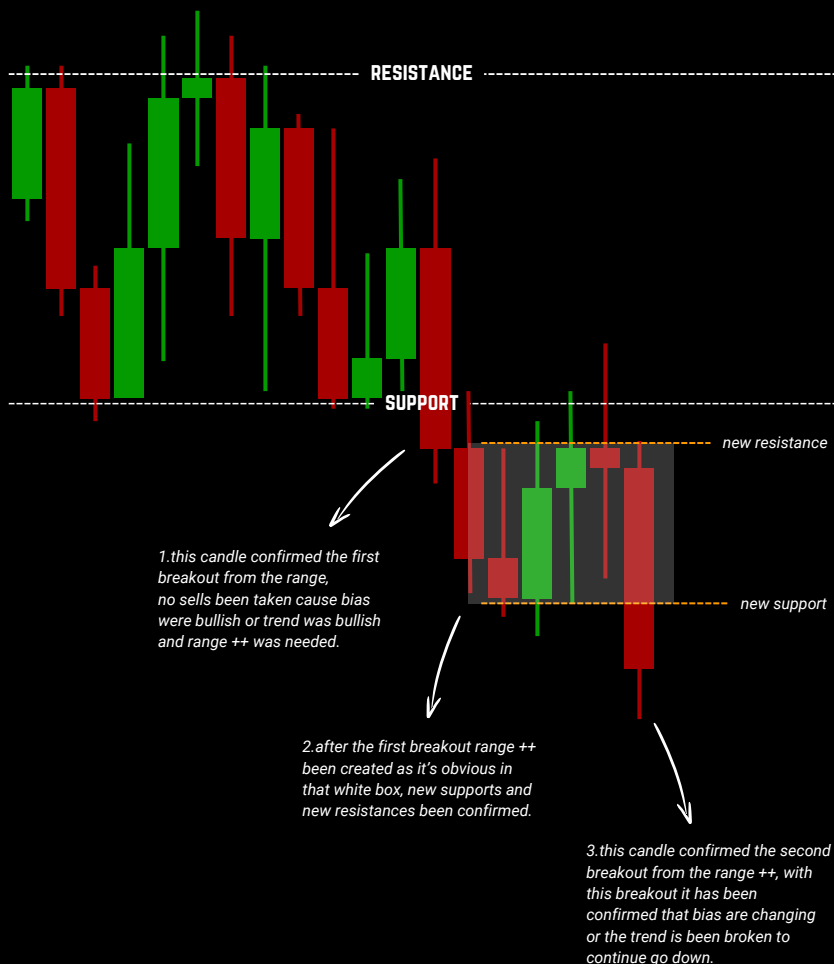 RESISTANCE
SUPPORT
new resistance
1.this candle confirmed the first
breakout from the range,
no sells been taken cause bias
were bullish or trend was bullish
and range ++ was needed.
new support
2.after the first breakout range ++
been created as it's obvious in
that white box, new supports and
new resistances been confirmed.
3.this candle confirmed the second
breakout from the range ++, with
this breakout it has been
confirmed that bias are changing
or the trend is been broken to
continue go down.